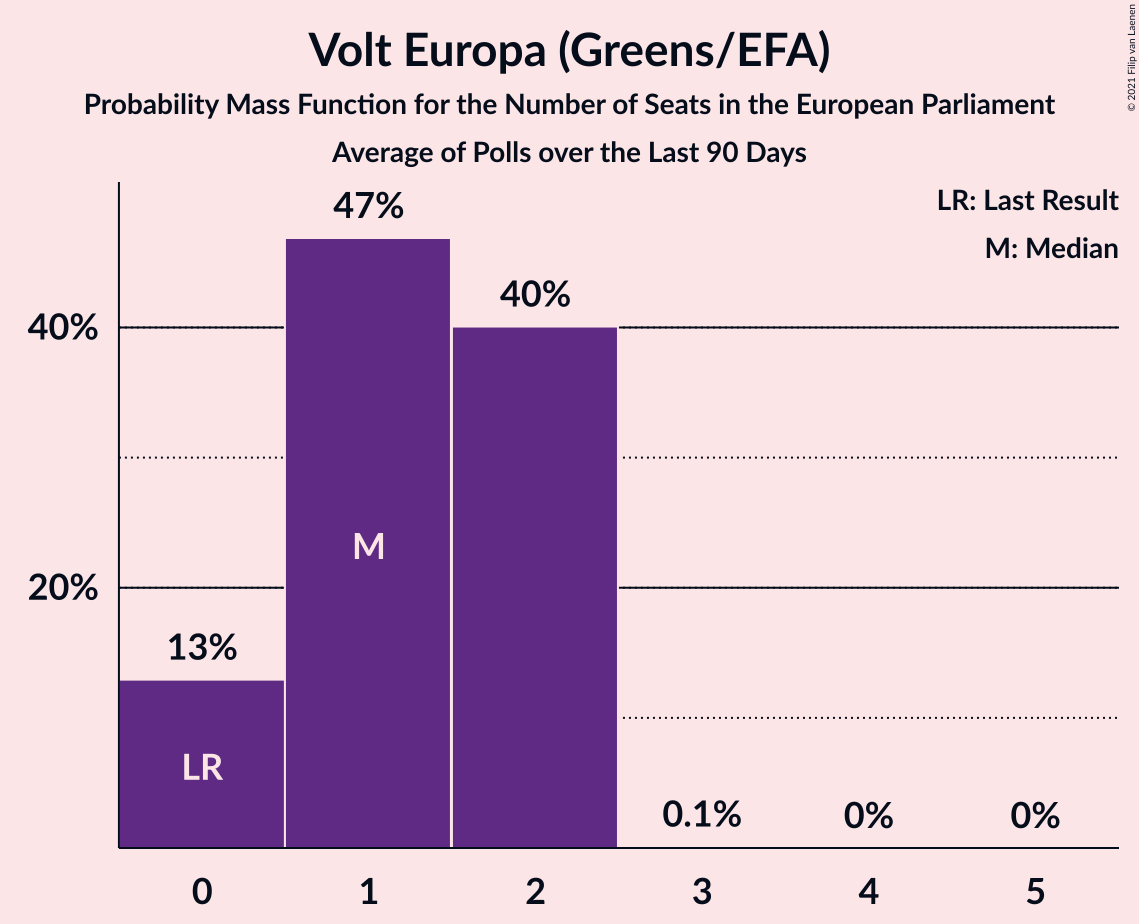 Volt Europa (Greens/EFA)
Probability Mass Function for the Number of Seats in the European Parliament
Average of Polls over the Last 90 Days
© 2021 Filip van Laenen
LR: Last Result
M: Median
47%
40%
40%
20%
13%
M
LR
0.1%
0%
0%
0
1
2
3
4
5